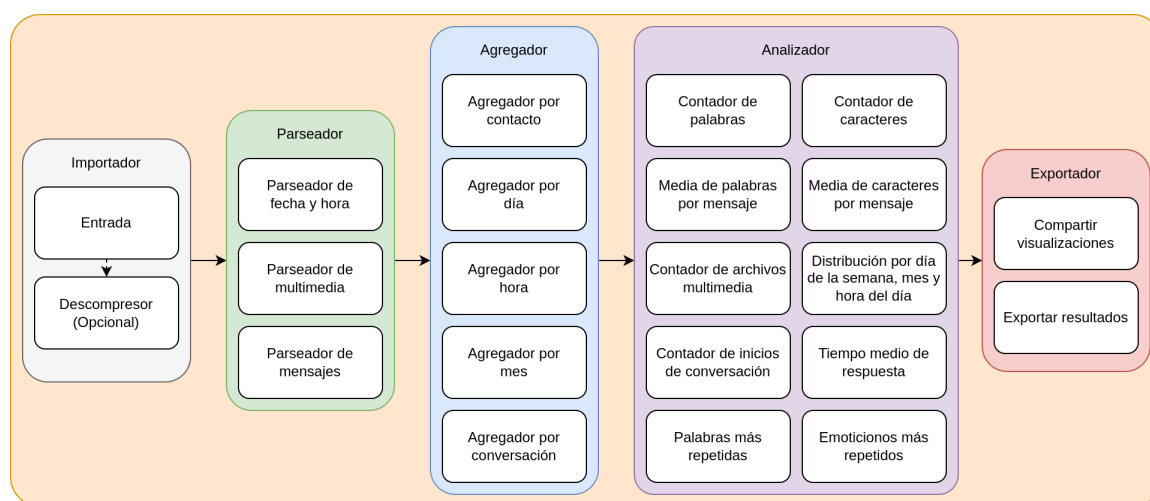 Importador
Entrada
Descompresor
(Opcional)
Parseador
Parseador de
fecha y hora
Parseador de
multimedia
Parseador de
mensajes
Agregador
Agregador por
contacto
Agregador por
día
Agregador por
hora
Agregador por
mes
Agregador por
conversación
Analizador
Contador de
palabras
Contador de
caracteres
Media de palabras
por mensaje
Media de caracteres
por mensaje
Contador de archivos
multimedia
Distribución por día
de la semana, mes y
hora del día
Contador de inicios
de conversación
Tiempo medio de
respuesta
Palabras más
repetidas
Emoticionos más
repetidos
Exportador
Compartir
visualizaciones
Exportar resultados